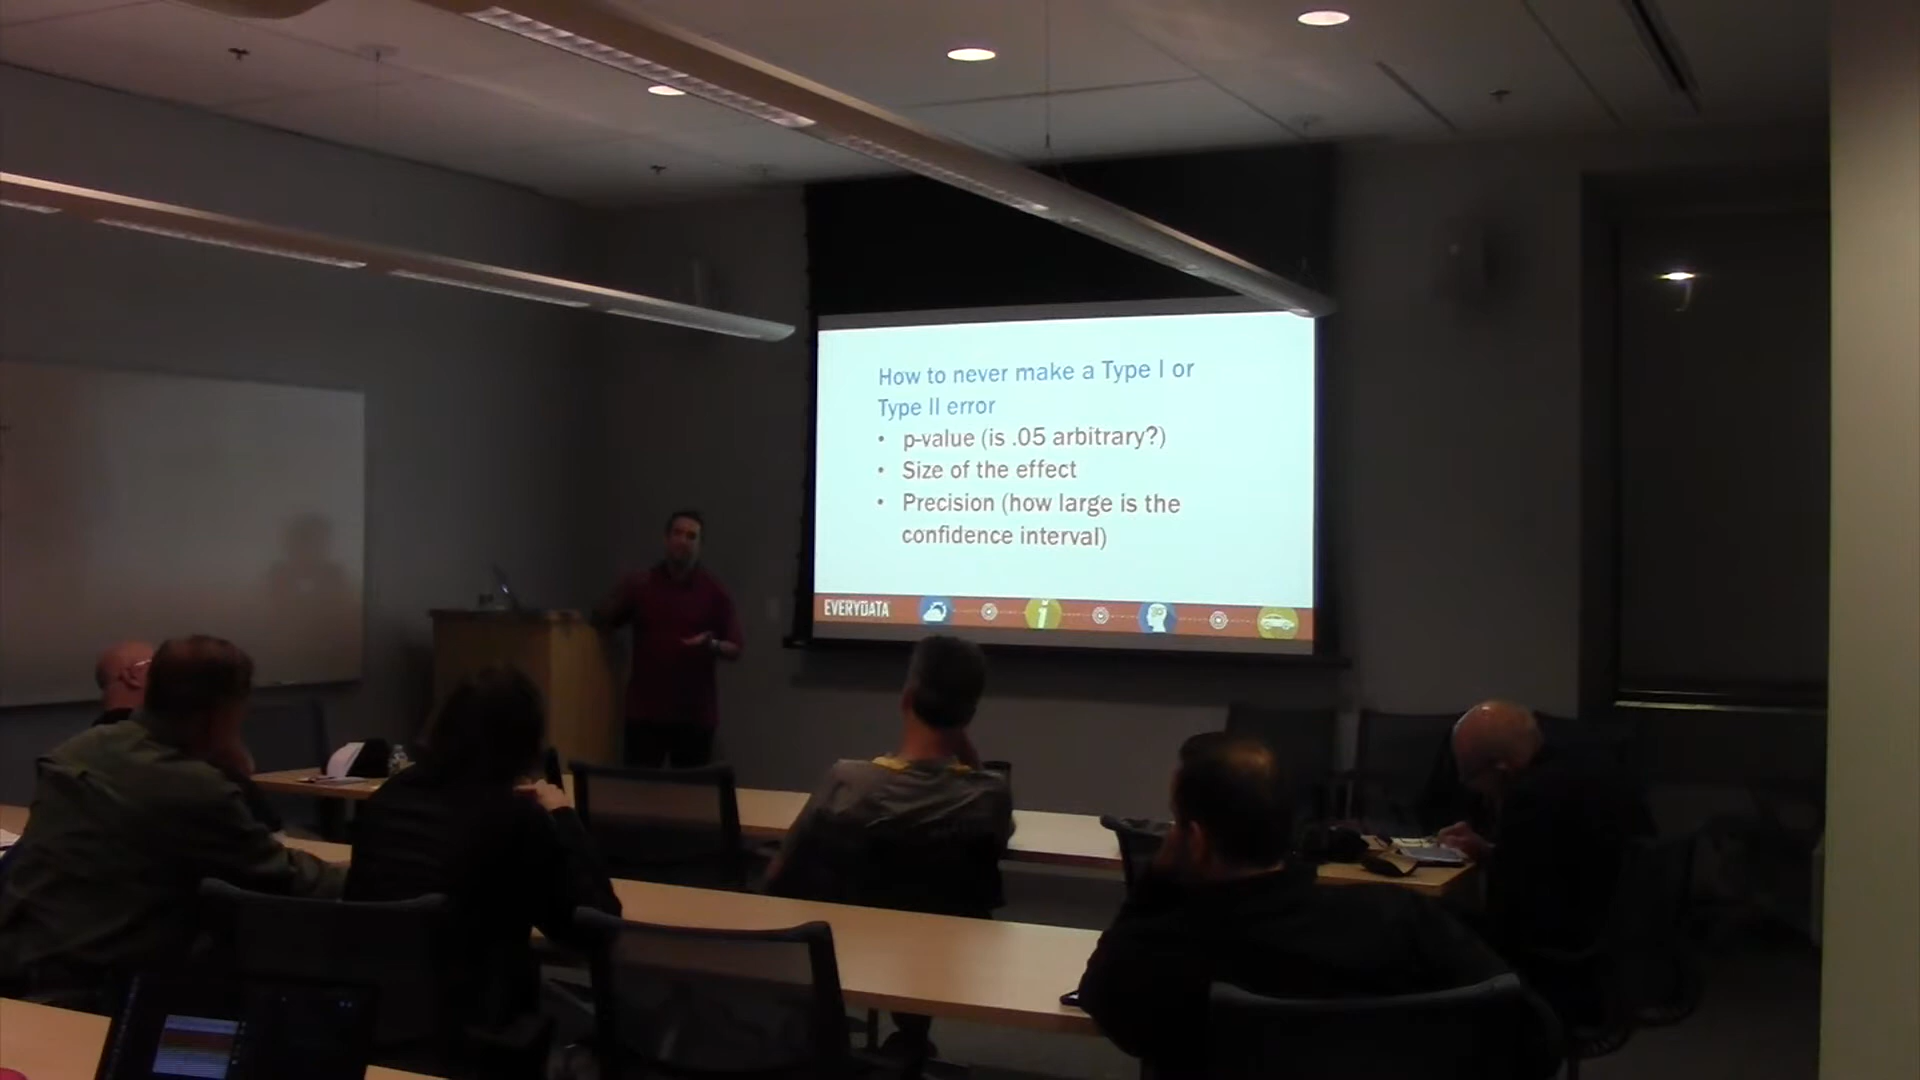 How to never make a Type I or
Type II error
• p-value (is .05 arbitrary?)
• Size of the effect
• Precision (how large is the
confidence interval)
EVERYDATA